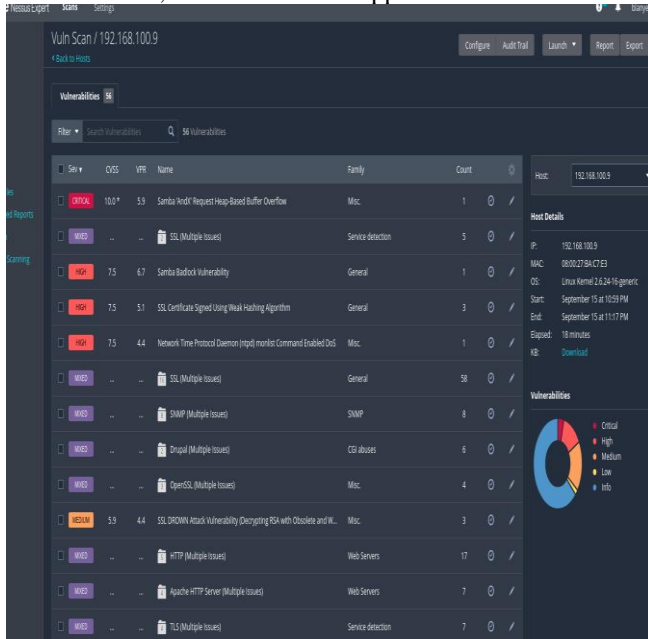 Nessus Expert Scans Settings
Vuln Scan / 192.168.100.9
Configure Audit Trail Launch ▼ Report Export
< Back to Hosts
Vulnerabilities 56
Filter ▼ Search Vulnerabilities 56 Vulnerabilities
Sev ▼ CVSS VPR Name Family Count
CRITICAL 10.0 * 5.9 Samba 'AndX' Request Heap-Based Buffer Overflow Misc. 1
MIXED ... ... SSL (Multiple Issues) Service detection 5
HIGH 7.5 6.7 Samba Badlock Vulnerability General 1
HIGH 7.5 5.1 SSL Certificate Signed Using Weak Hashing Algorithm General 3
HIGH 7.5 4.4 Network Time Protocol Daemon (ntpd) monlist Command Enabled DoS Misc. 1
MIXED ... ... SSL (Multiple Issues) General 58
MIXED ... ... SNMP (Multiple Issues) SNMP 8
MIXED ... ... Drupal (Multiple Issues) CGI abuses 6
MIXED ... ... OpenSSL (Multiple Issues) Misc. 4
MEDIUM 5.9 4.4 SSL DROWN Attack Vulnerability (Decrypting RSA with Obsolete and W... Misc. 3
MIXED ... ... HTTP (Multiple Issues) Web Servers 17
MIXED ... ... Apache HTTP Server (Multiple Issues) Web Servers 7
MIXED ... ... TLS (Multiple Issues) Service detection 7
Host: 192.168.100.9
Host Details
IP: 192.168.100.9
MAC: 08:00:27:BA:C7:E3
OS: Linux Kernel 2.6.24-16-generic
Start: September 15 at 10:59 PM
End: September 15 at 11:17 PM
Elapsed: 18 minutes
KB: Download
Vulnerabilities
Critical
High
Medium
Low
Info
Reports
Scanning